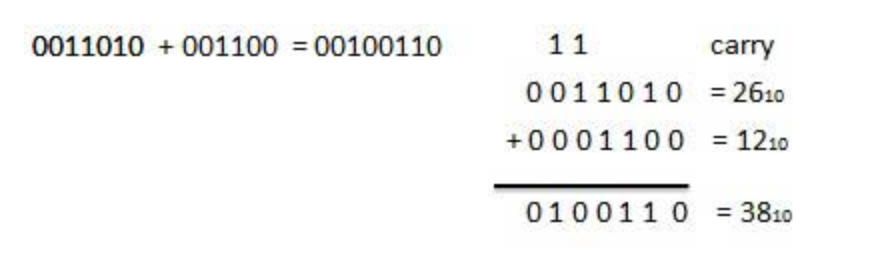 0011010 + 001100 = 00100110
1 1 carry
0 0 1 1 0 1 0 = 26₁₀
+0 0 0 1 1 0 0 = 12₁₀
0 1 0 0 1 1 0 = 38₁₀